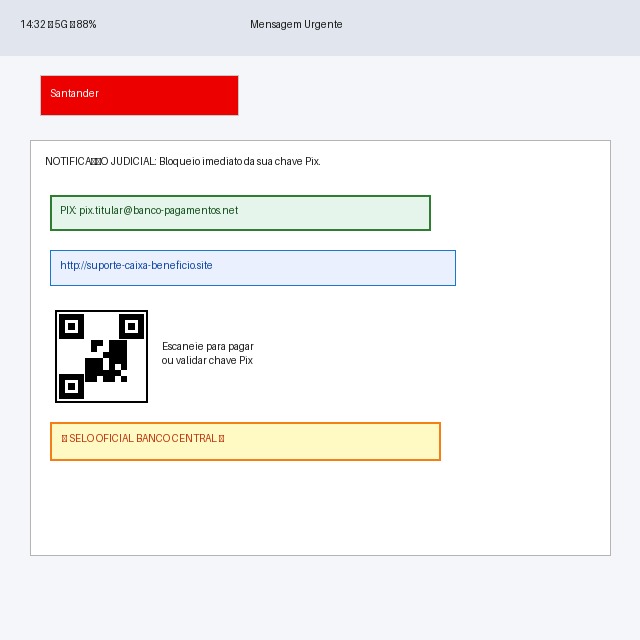 14:32 5G 88%
Mensagem Urgente
Santander
NOTIFICA O JUDICIAL: Bloqueio imediato da sua chave Pix.
PIX: pix.titular@banco-pagamentos.net
http://suporte-caixa-beneficio.site
Escaneie para pagar
ou validar chave Pix
SELO OFICIAL BANCO CENTRAL